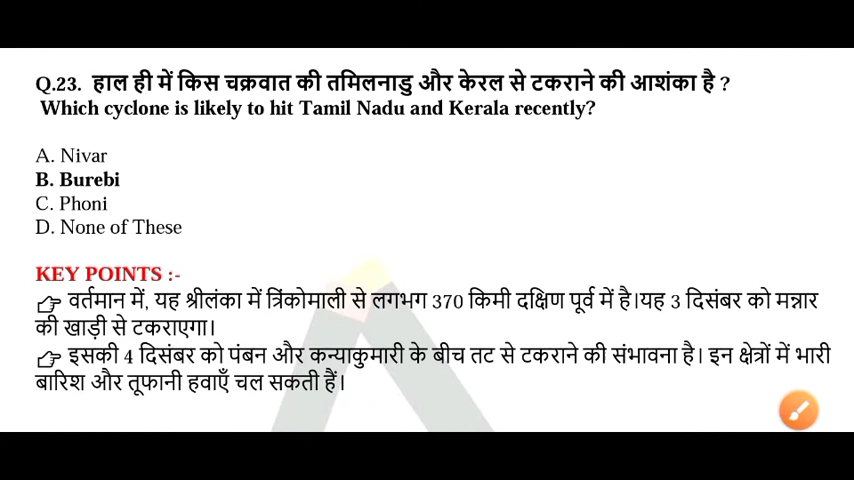 Q.23. हाल ही में किस चक्रवात की तमिलनाडु और केरल से टकराने की आशंका है ?
Which cyclone is likely to hit Tamil Nadu and Kerala recently?
A. Nivar
B. Burebi
C. Phoni
D. None of These
KEY POINTS :-
👉 वर्तमान में, यह श्रीलंका में त्रिंकोमाली से लगभग 370 किमी दक्षिण पूर्व में है।यह 3 दिसंबर को मन्नार
की खाड़ी से टकराएगा।
👉 इसकी 4 दिसंबर को पंबन और कन्याकुमारी के बीच तट से टकराने की संभावना है। इन क्षेत्रों में भारी
बारिश और तूफानी हवाएँ चल सकती हैं।